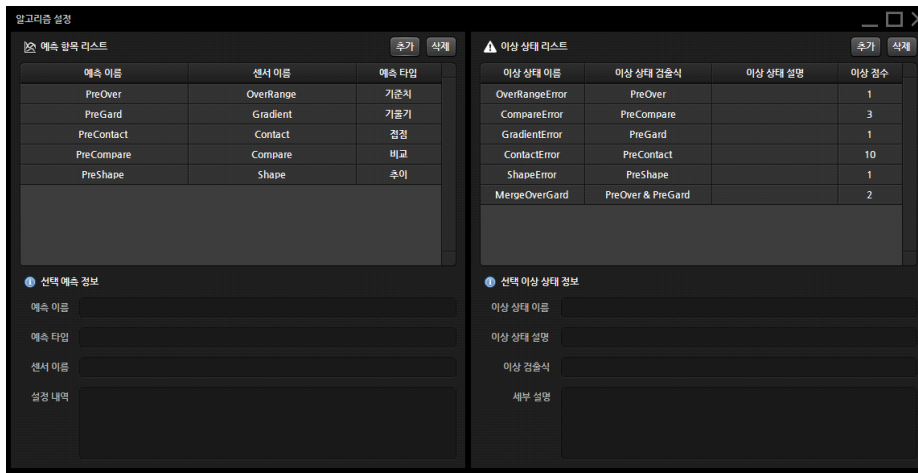 알고리즘 설정
예측 항목 리스트 추가 삭제
예측 이름 센서 이름 예측 타입
PreOver OverRange 기준치
PreGard Gradient 기울기
PreContact Contact 접점
PreCompare Compare 비교
PreShape Shape 추이
선택 예측 정보
예측 이름
예측 타입
센서 이름
설정 내역
이상 상태 리스트 추가 삭제
이상 상태 이름 이상 상태 검출식 이상 상태 설명 이상 점수
OverRangeError PreOver 1
CompareError PreCompare 3
GradientError PreGard 1
ContactError PreContact 10
ShapeError PreShape 1
MergeOverGard PreOver & PreGard 2
선택 이상 상태 정보
이상 상태 이름
이상 상태 설명
이상 검출식
세부 설명